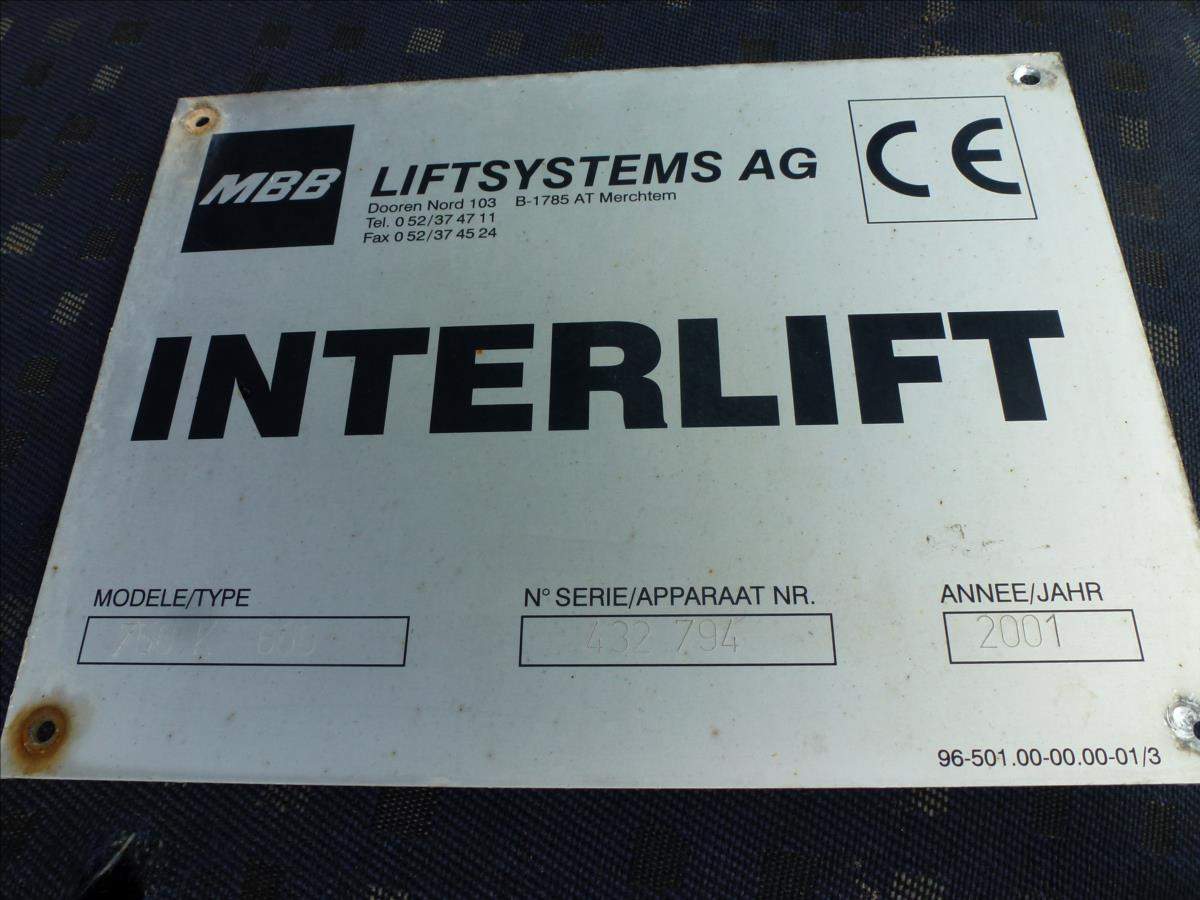 MBB LIFTSYSTEMS AG
Dooren Nord 103 B-1785 AT Merchtem
Tel. 0 52/37 47 11
Fax 0 52/37 45 24
CE
INTERLIFT
MODELE/TYPE N° SERIE/APPARAAT NR. ANNEE/JAHR
432 794 2001
96-501.00-00.00-01/3